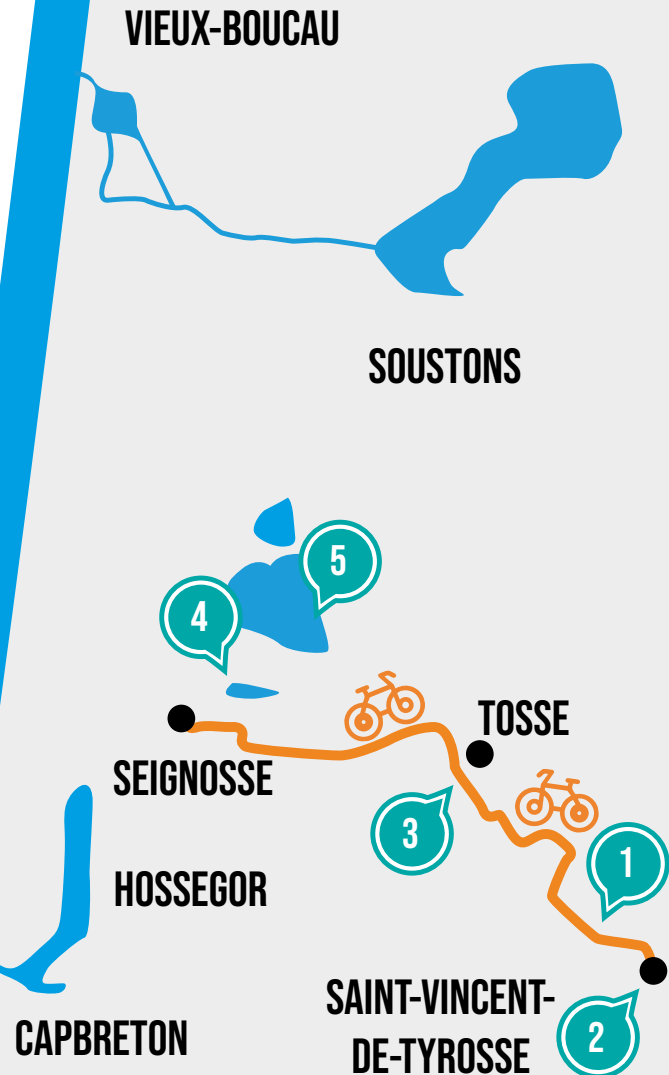 VIEUX-BOUCAU
SOUSTONS
5
4
TOSSE
SEIGNOSSE
3
1
HOSSEGOR
SAINT-VINCENT-
DE-TYROSSE
2
CAPBRETON